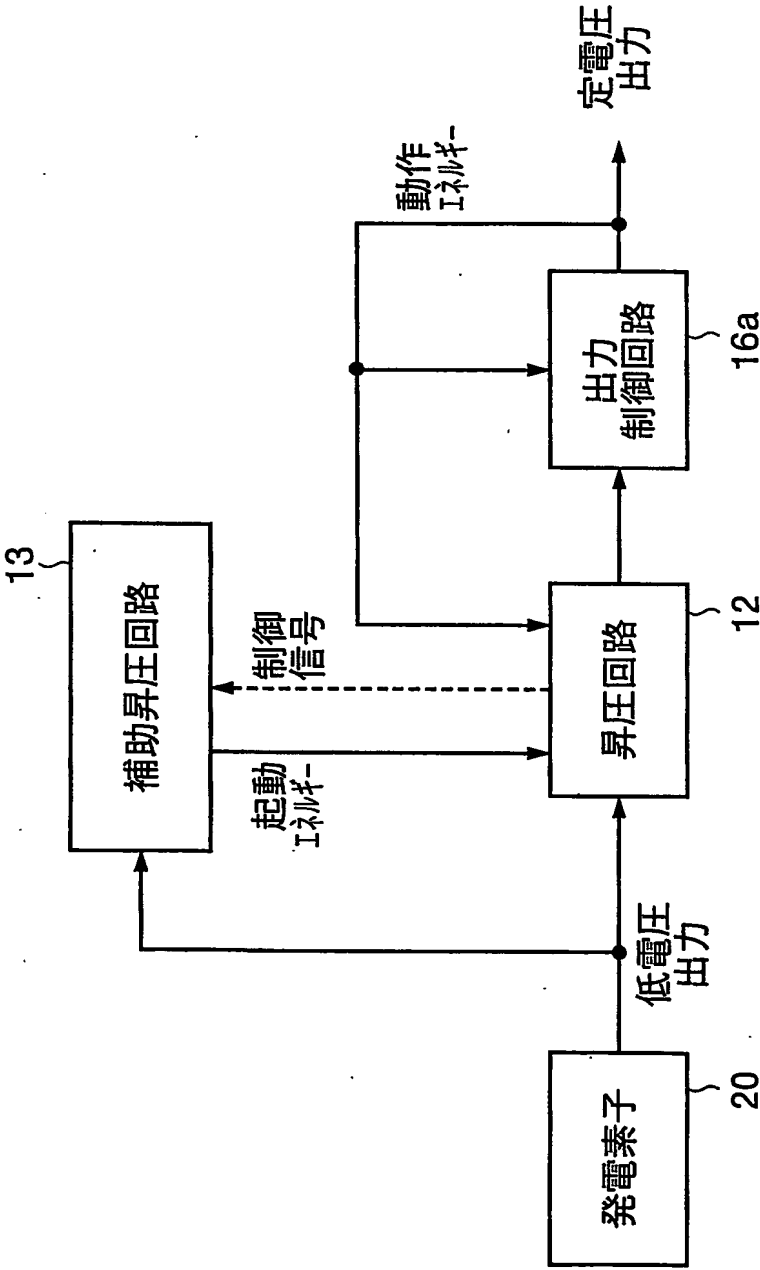 13
補助昇圧回路
起動
エネルギー
制御
信号
動作
エネルギー
定電圧
出力
発電素子
20
低電圧
出力
昇圧回路
12
出力
制御回路
16a